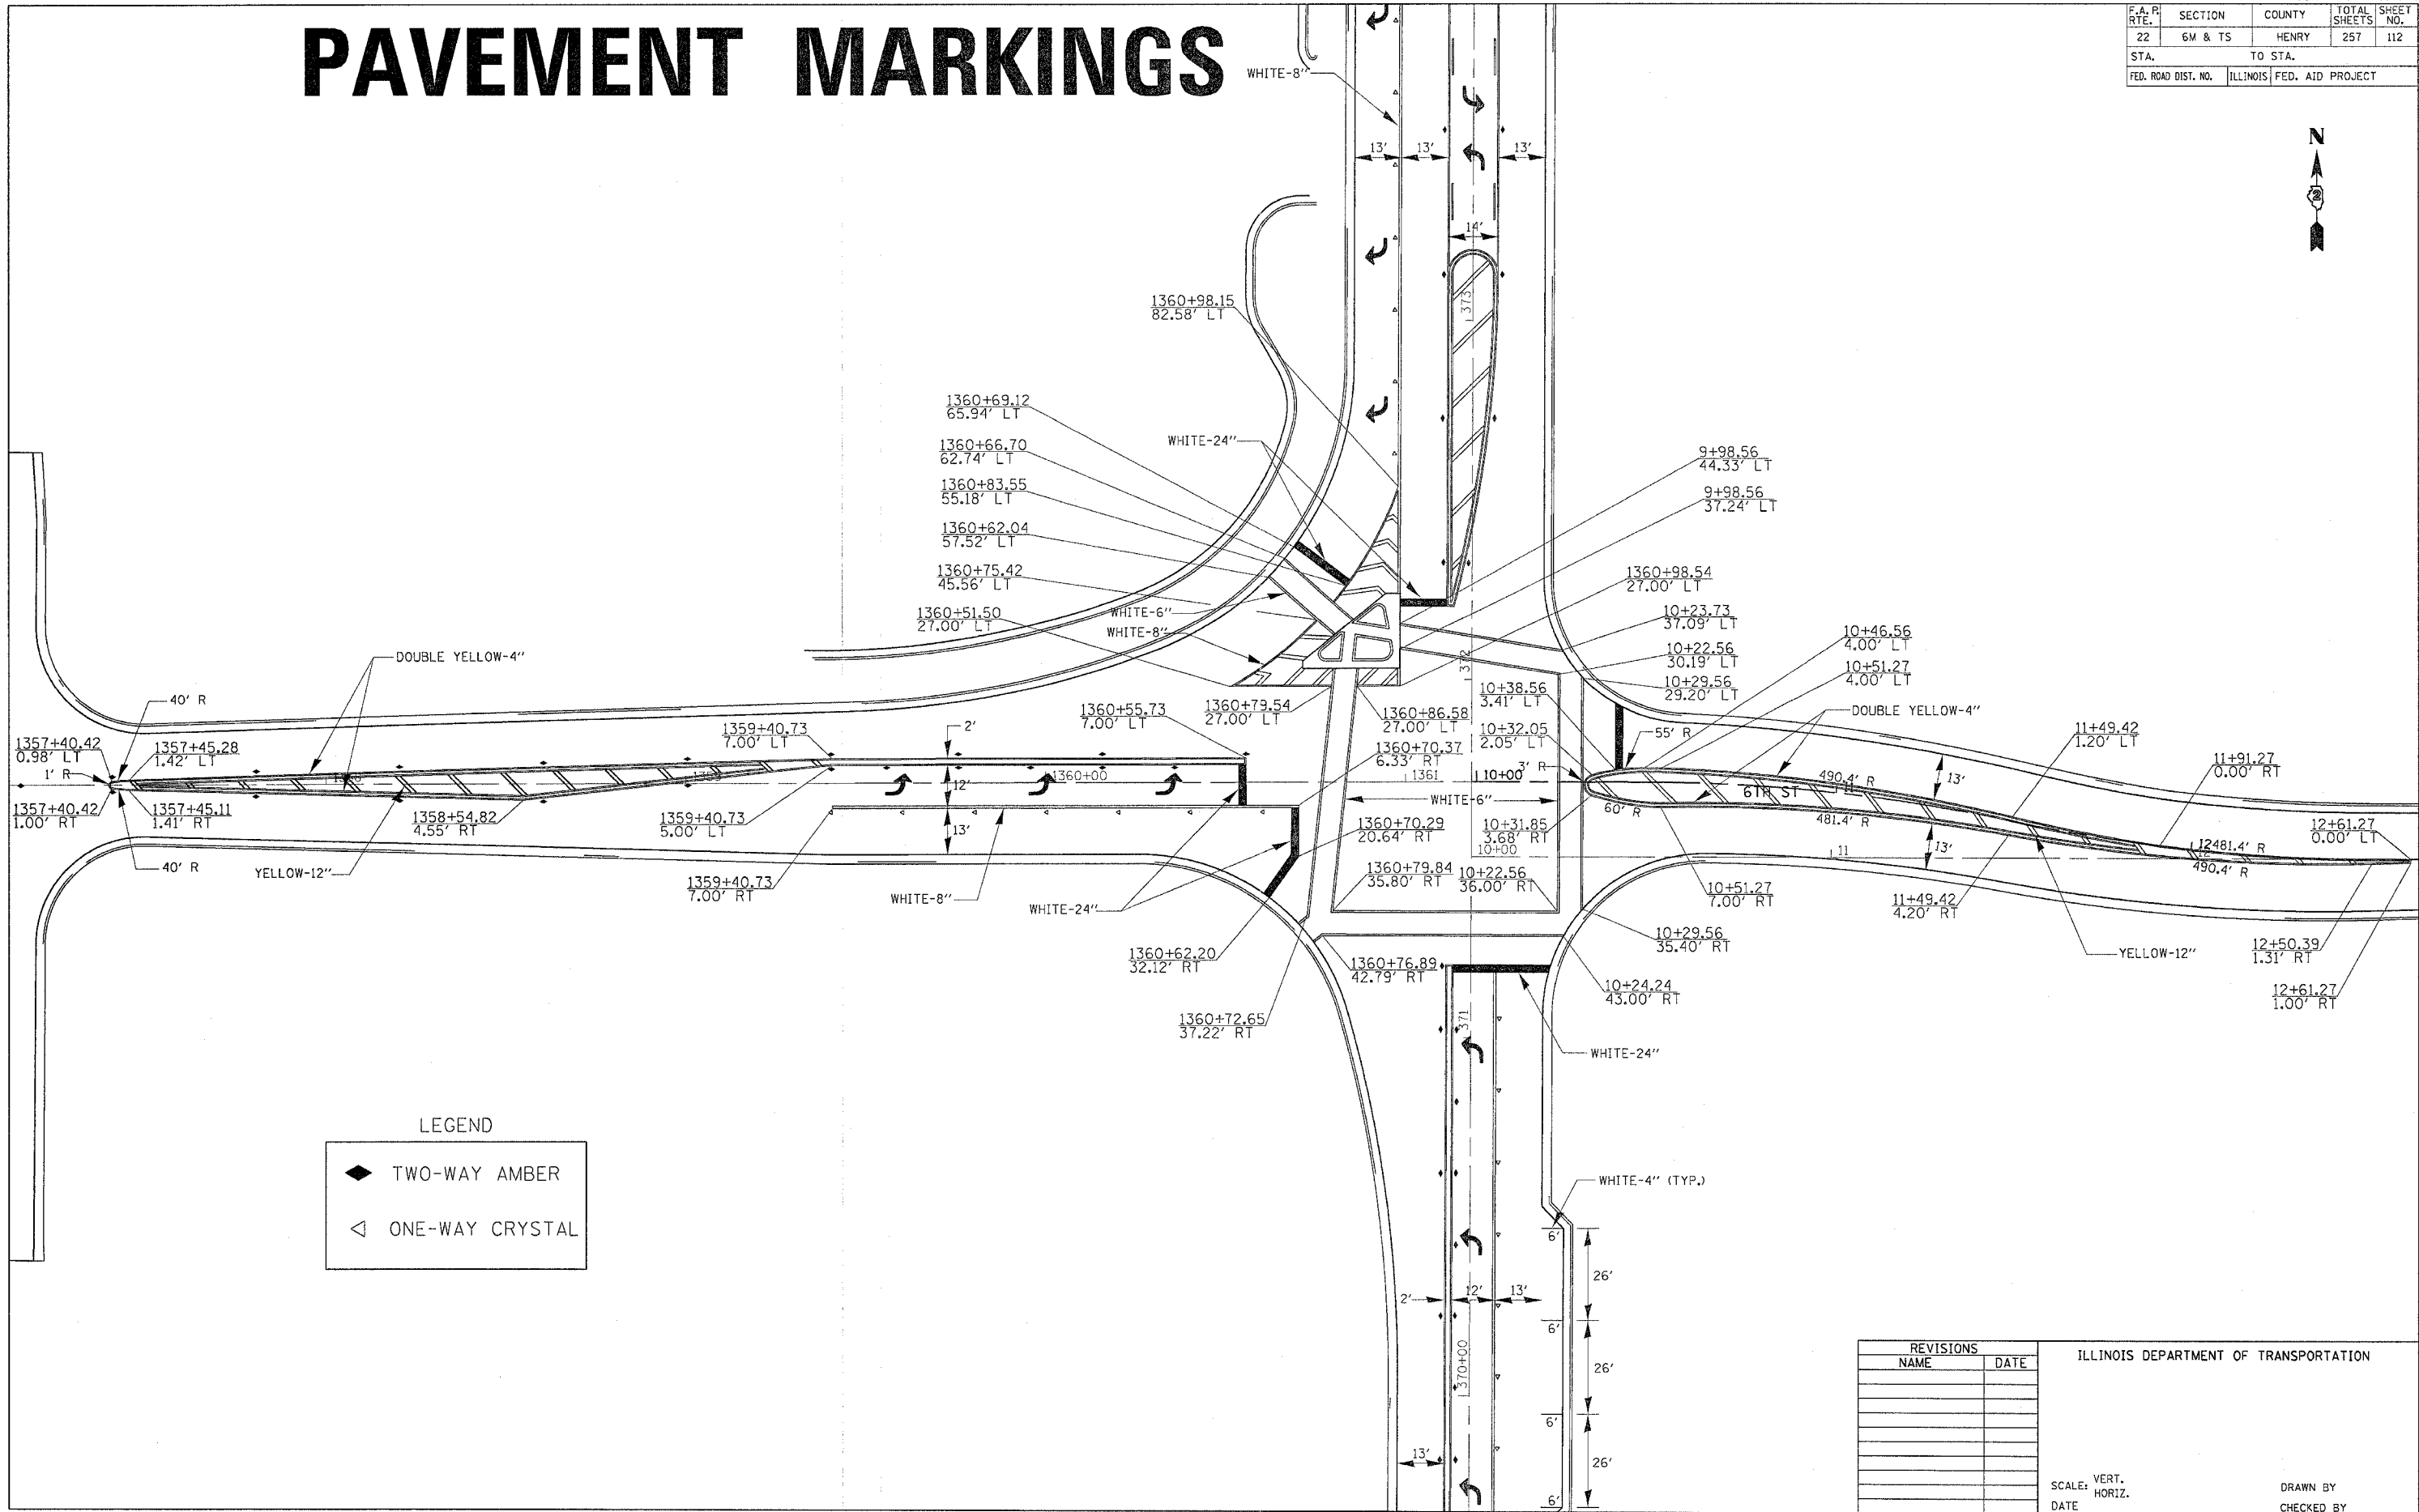 PAVEMENT MARKINGS
F.A.P. RTE. SECTION COUNTY TOTAL SHEETS SHEET NO.
22 6M & TS HENRY 257 112
STA. TO STA.
FED. ROAD DIST. NO. ILLINOIS FED. AID PROJECT
N
2
WHITE-8"
13' 13' 13'
14'
373
1360+98.15
82.58' LT
1360+69.12
65.94' LT
WHITE-24"
1360+66.70
62.74' LT
1360+83.55
55.18' LT
1360+62.04
57.52' LT
1360+75.42
45.56' LT
WHITE-6"
1360+51.50
27.00' LT
WHITE-8"
9+98.56
44.33' LT
9+98.56
37.24' LT
1360+98.54
27.00' LT
10+23.73
37.09' LT
10+22.56
30.19' LT
10+29.56
29.20' LT
10+46.56
4.00' LT
10+51.27
4.00' LT
372
DOUBLE YELLOW-4"
40' R
1357+40.42
0.98' LT
1357+45.28
1.42' LT
1' R
1357+40.42
1.00' RT
1357+45.11
1.41' RT
40' R
YELLOW-12"
1358+54.82
4.55' RT
1359+40.73
7.00' LT
1359
1359+40.73
5.00' LT
2'
12'
13'
1360+00
1359+40.73
7.00' RT
WHITE-8"
1360+55.73
7.00' LT
1360+79.54
27.00' LT
1360+86.58
27.00' LT
1360+70.37
6.33' RT
1361
10+00
WHITE-6"
1360+70.29
20.64' RT
10+00
1360+79.84
35.80' RT
10+22.56
36.00' RT
WHITE-24"
1360+62.20
32.12' RT
1360+76.89
42.79' RT
1360+72.65
37.22' RT
10+38.56
3.41' LT
10+32.05
2.05' LT
3' R
55' R
10+31.85
3.68' RT
60' R
DOUBLE YELLOW-4"
11+49.42
1.20' LT
11+91.27
0.00' RT
490.4' R
13'
6TH ST
11
481.4' R
13'
11
12
481.4' R
12
490.4' R
12+61.27
0.00' LT
10+51.27
7.00' RT
11+49.42
4.20' RT
YELLOW-12"
12+50.39
1.31' RT
12+61.27
1.00' RT
10+29.56
35.40' RT
10+24.24
43.00' RT
WHITE-24"
371
WHITE-4" (TYP.)
6'
26'
2' 12' 13'
6'
370+00
26'
6'
13'
26'
6'
LEGEND
TWO-WAY AMBER
ONE-WAY CRYSTAL
REVISIONS
NAME DATE
ILLINOIS DEPARTMENT OF TRANSPORTATION
SCALE: VERT.
HORIZ.
DATE
DRAWN BY
CHECKED BY